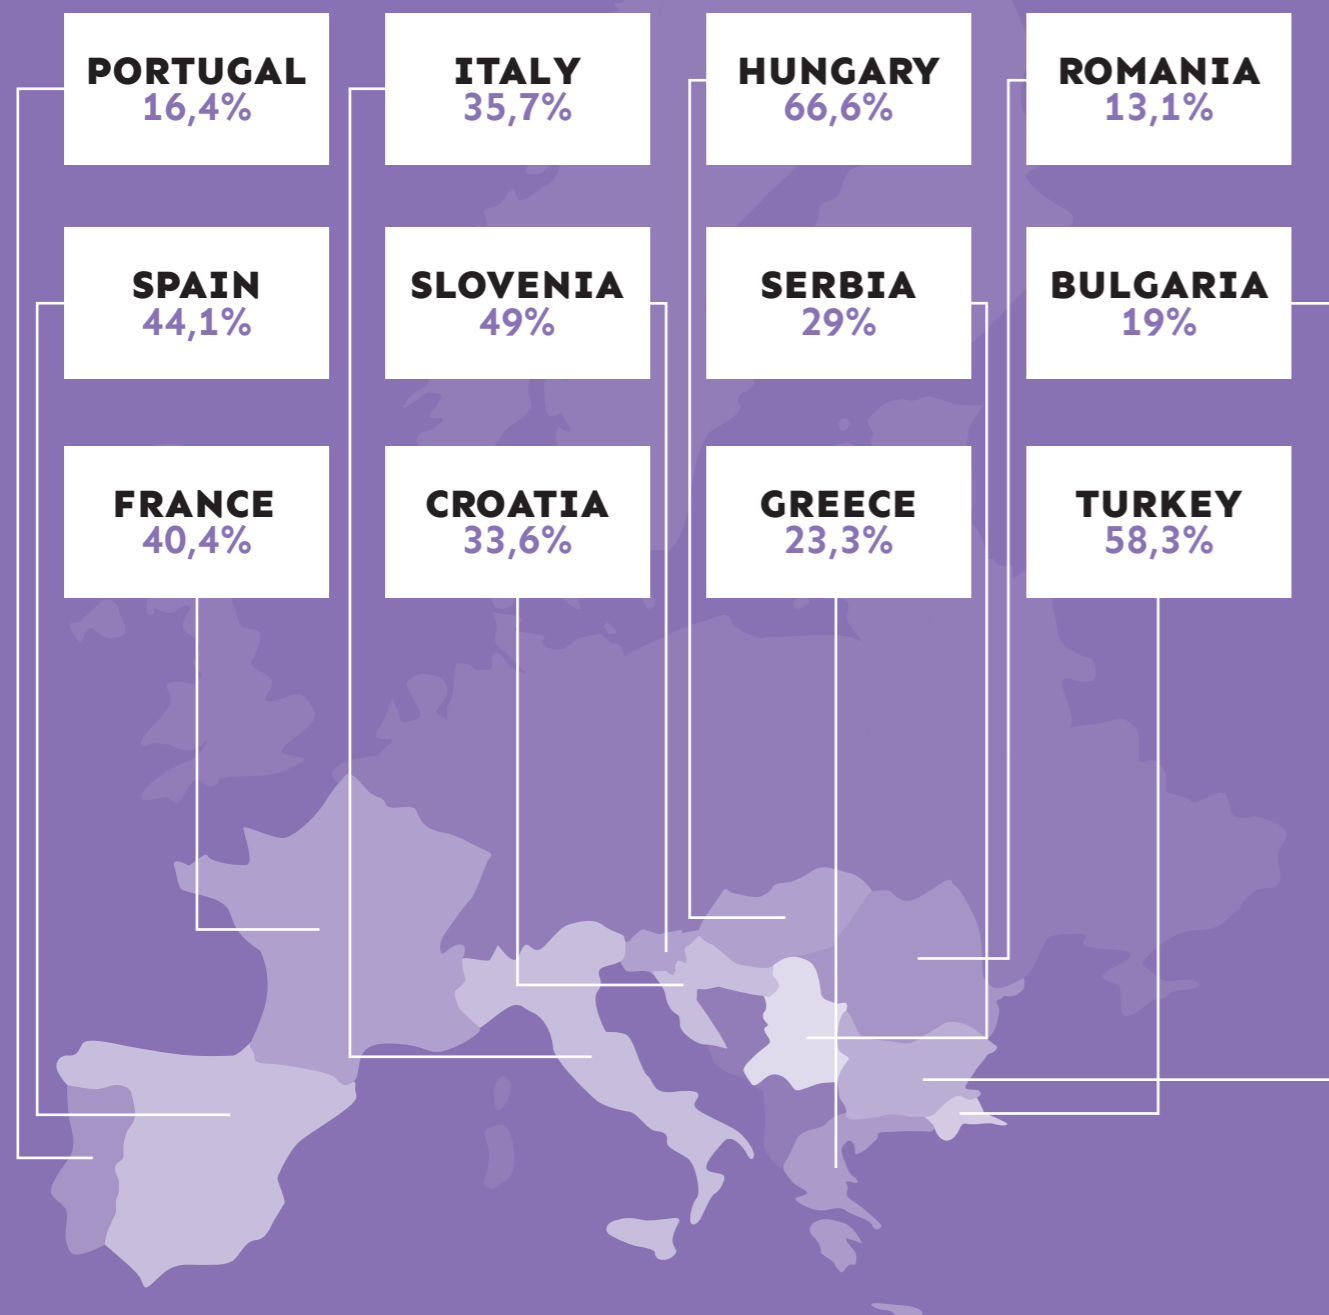 PORTUGAL
16,4%
ITALY
35,7%
HUNGARY
66,6%
ROMANIA
13,1%
SPAIN
44,1%
SLOVENIA
49%
SERBIA
29%
BULGARIA
19%
FRANCE
40,4%
CROATIA
33,6%
GREECE
23,3%
TURKEY
58,3%